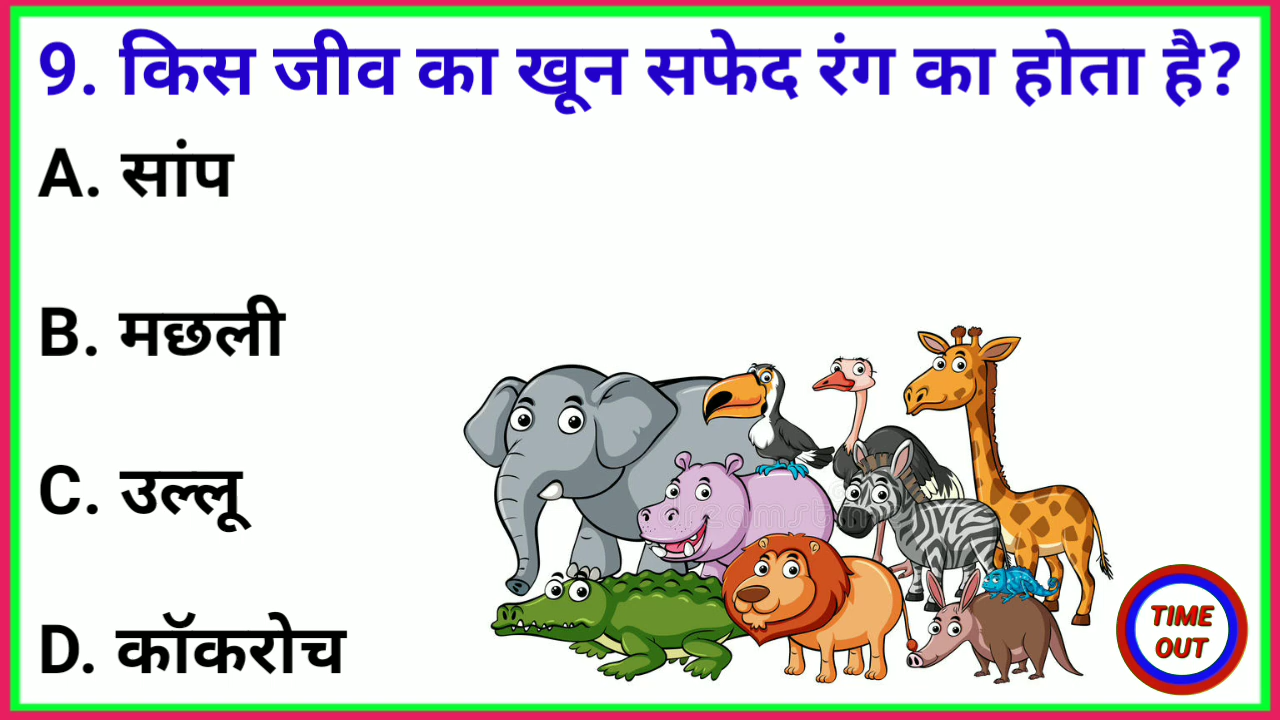 9. किस जीव का खून सफेद रंग का होता है?
A. सांप
B. मछली
C. उल्लू
D. कॉकरोच
TIME
OUT